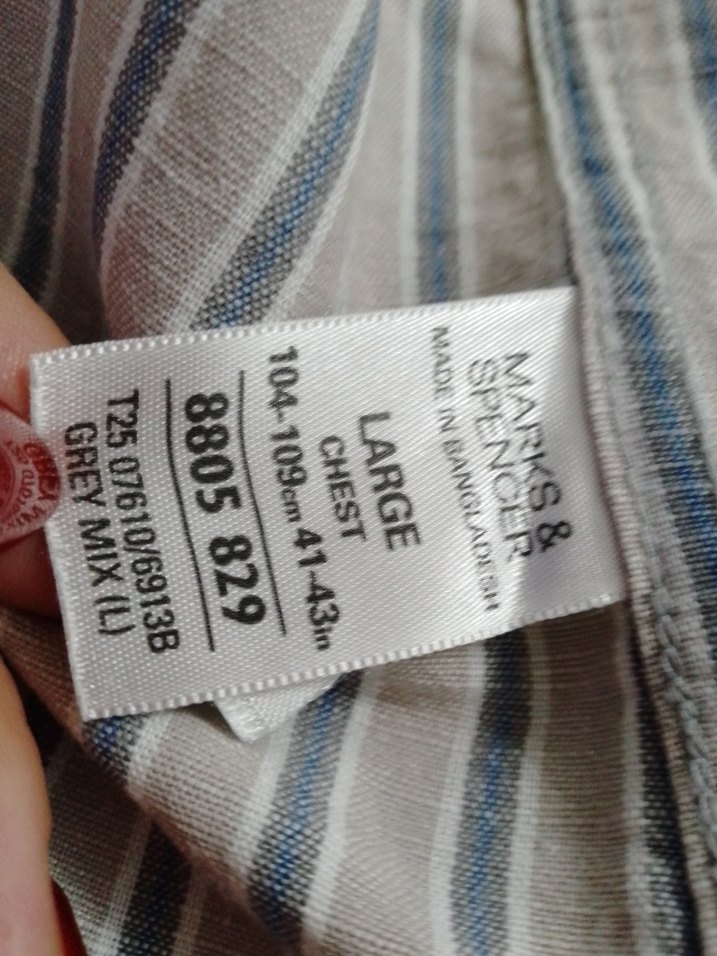 MARKS &
SPENCER
MADE IN BANGLADESH
LARGE
CHEST
104-109cm 41-43in
8805 829
T25 07610/6913B
GREY MIX (L)